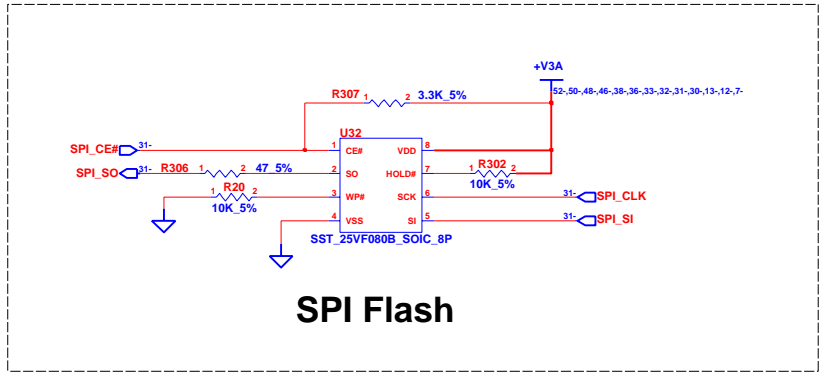 +V3A
52-,50-,48-,46-,38-,36-,33-,32-,31-,30-,13-,12-,7-
R307 1 2 3.3K_5%
U32
SPI_CE# 31- 1 CE# VDD 8
SPI_SO 31- R306 1 2 47_5% 2 SO HOLD# 7 1 R302 2
10K_5%
R20 1 2 3 WP# SCK 6 31- SPI_CLK
10K_5%
4 VSS SI 5 31- SPI_SI
SST_25VF080B_SOIC_8P
SPI Flash